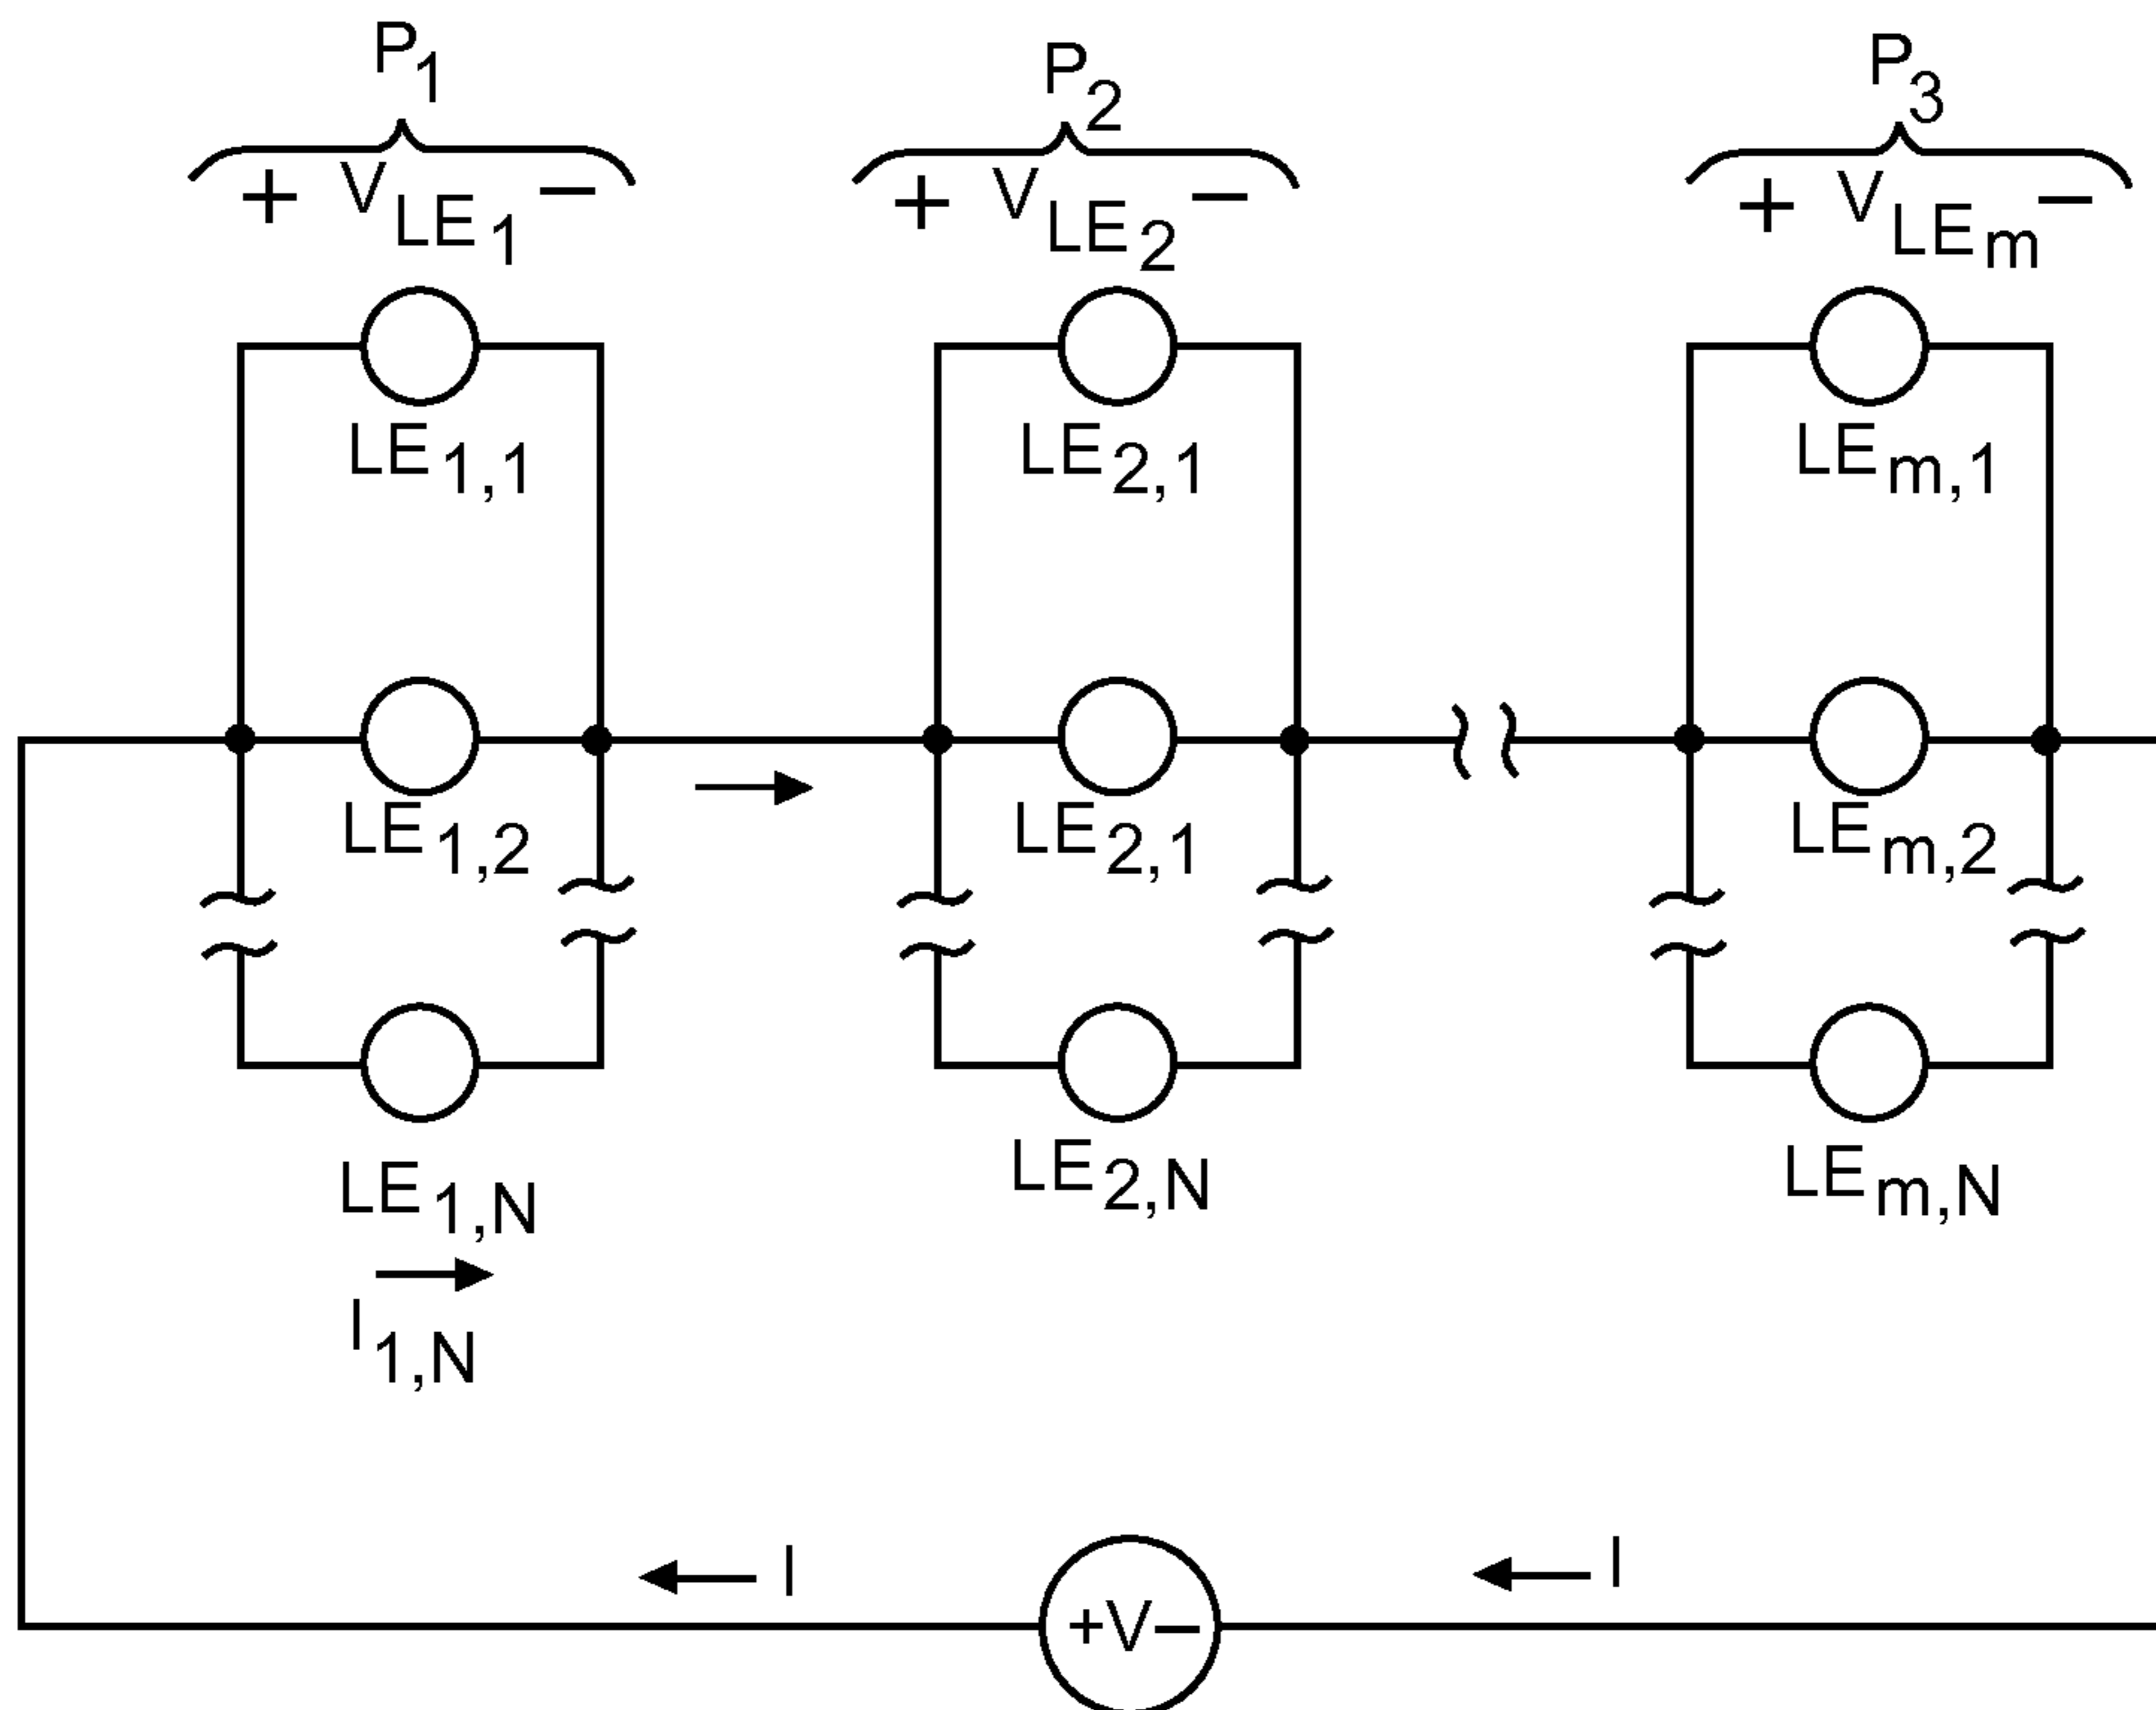 P1 P2 P3
+ VLE1 − + VLE2 − + VLEm −
LE1,1 LE2,1 LEm,1
LE1,2 LE2,1 LEm,2
LE1,N LE2,N LEm,N
I1,N
I I
+V−